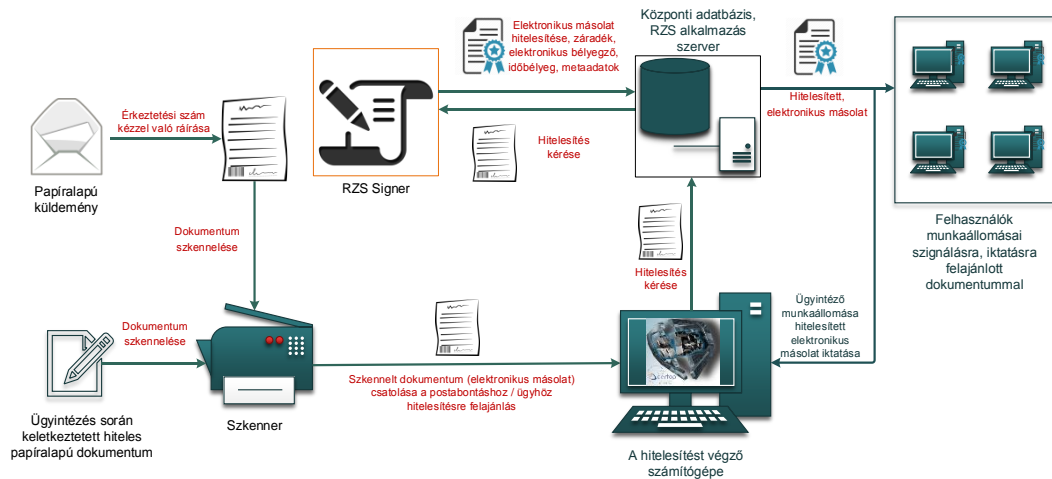 Elektronikus másolat
hitelesítése, záradék,
elektronikus bélyegző,
időbélyeg, metaadatok
Központi adatbázis,
RZS alkalmazás
szerver
Érkeztetési szám
kézzel való ráírása
Hitelesített,
elektronikus másolat
Hitelesítés
kérése
Papíralapú
küldemény
RZS Signer
Felhasználók
munkaállomásai
szignálásra, iktatásra
felajánlott
dokumentummal
Dokumentum
szkennelése
Hitelesítés
kérése
Ügyintéző
munkaállomása
hitelesített
elektronikus
másolat iktatása
Dokumentum
szkennelése
Szkennelt dokumentum (elektronikus másolat)
csatolása a postabontáshoz / ügyhöz
hitelesítésre felajánlás
Ügyintézés során
keletkeztetett hiteles
papíralapú dokumentum
Szkenner
A hitelesítést végző
számítógépe